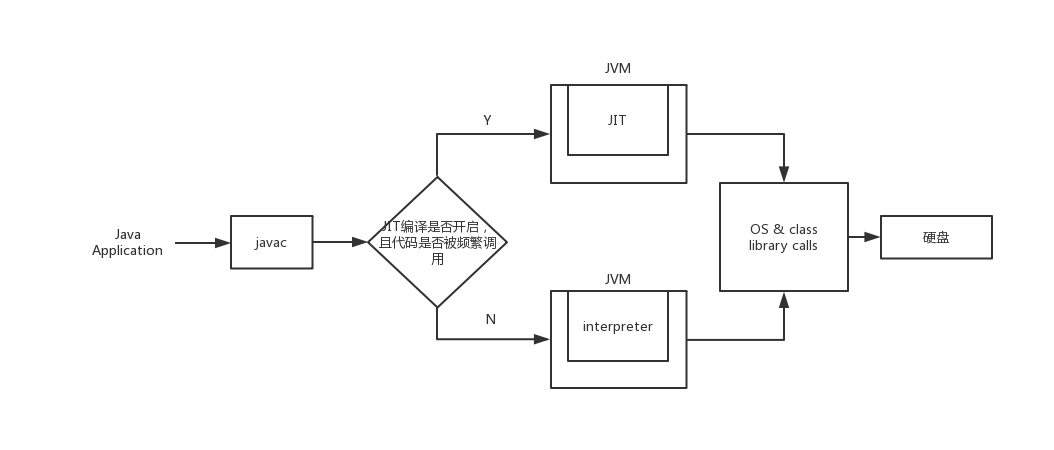 Java
Application
javac
JIT编译是否开启，
且代码是否被频繁调
用
Y
JVM
JIT
N
JVM
interpreter
OS & class
library calls
硬盘